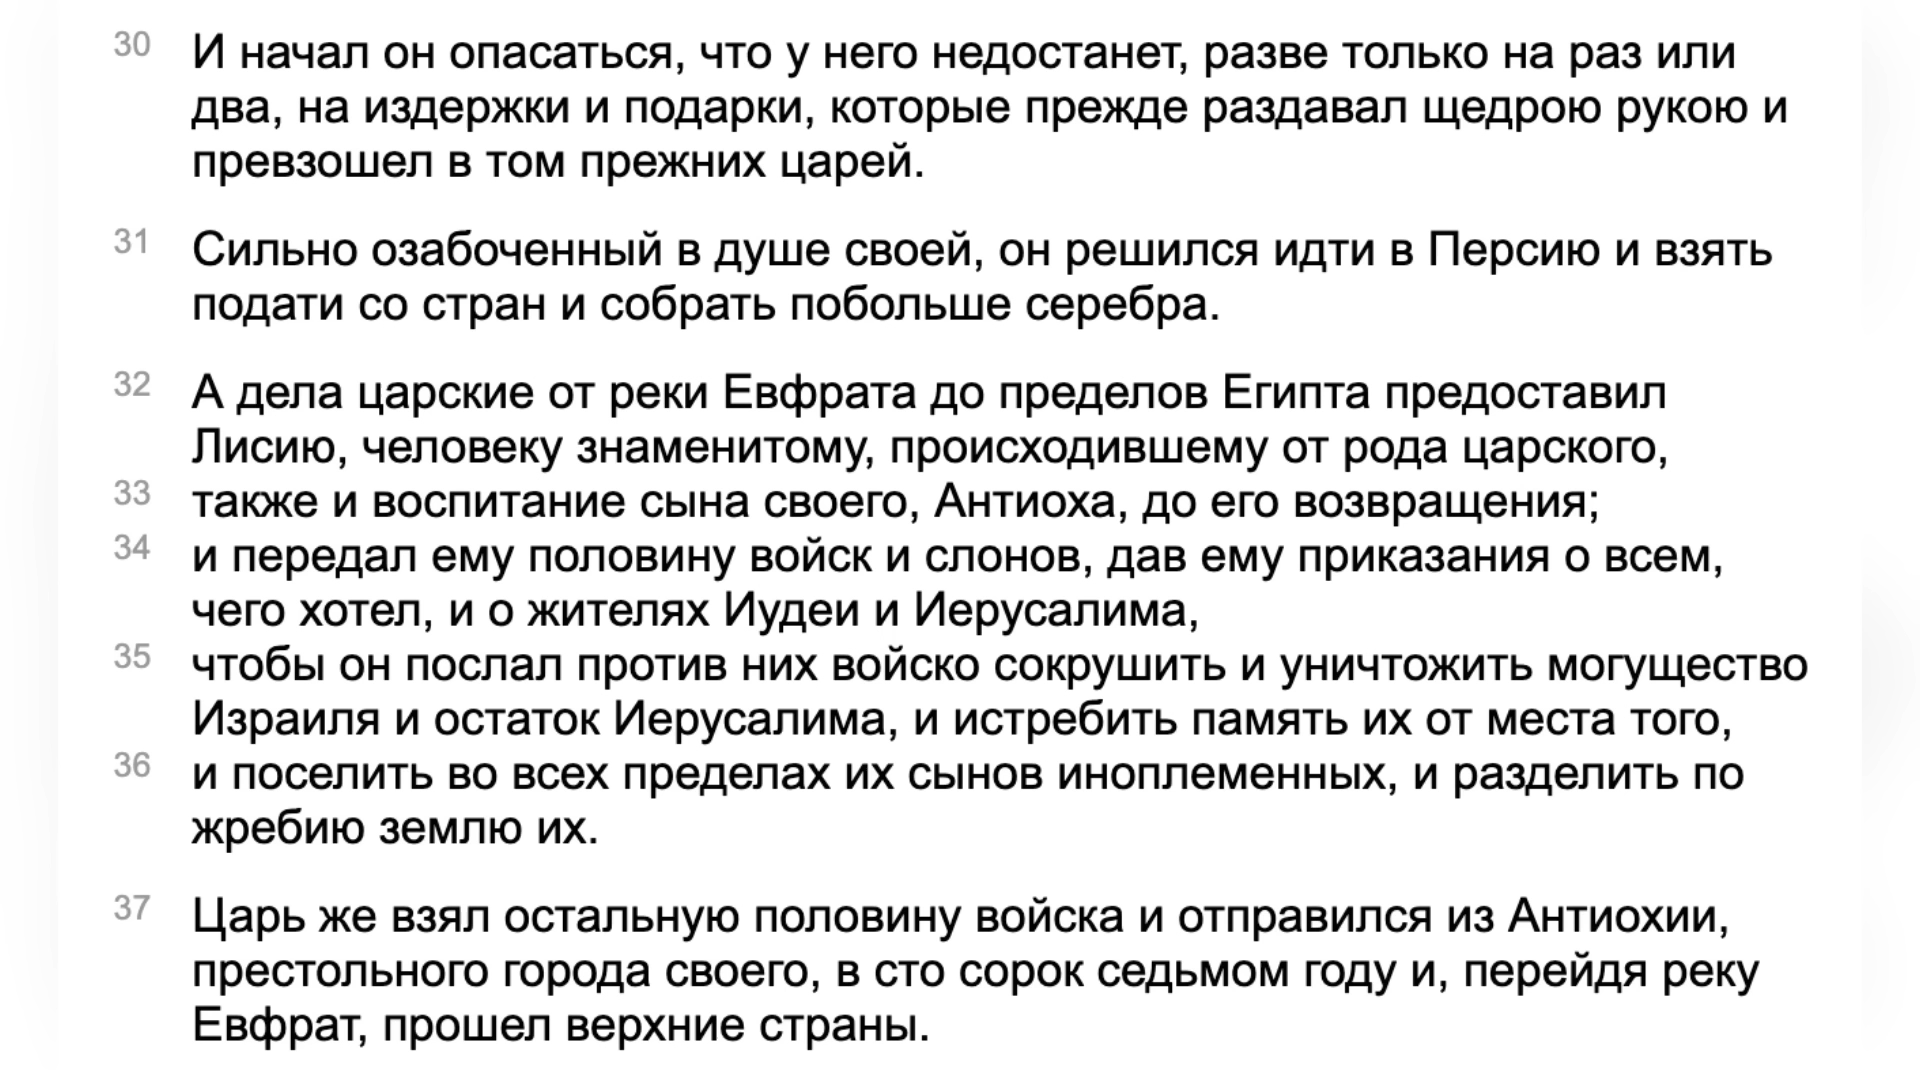 30 И начал он опасаться, что у него недостанет, разве только на раз или
два, на издержки и подарки, которые прежде раздавал щедрою рукою и
превзошел в том прежних царей.
31 Сильно озабоченный в душе своей, он решился идти в Персию и взять
подати со стран и собрать побольше серебра.
32 А дела царские от реки Евфрата до пределов Египта предоставил
Лисию, человеку знаменитому, происходившему от рода царского,
33 также и воспитание сына своего, Антиоха, до его возвращения;
34 и передал ему половину войск и слонов, дав ему приказания о всем,
чего хотел, и о жителях Иудеи и Иерусалима,
35 чтобы он послал против них войско сокрушить и уничтожить могущество
Израиля и остаток Иерусалима, и истребить память их от места того,
36 и поселить во всех пределах их сынов иноплеменных, и разделить по
жребию землю их.
37 Царь же взял остальную половину войска и отправился из Антиохии,
престольного города своего, в сто сорок седьмом году и, перейдя реку
Евфрат, прошел верхние страны.